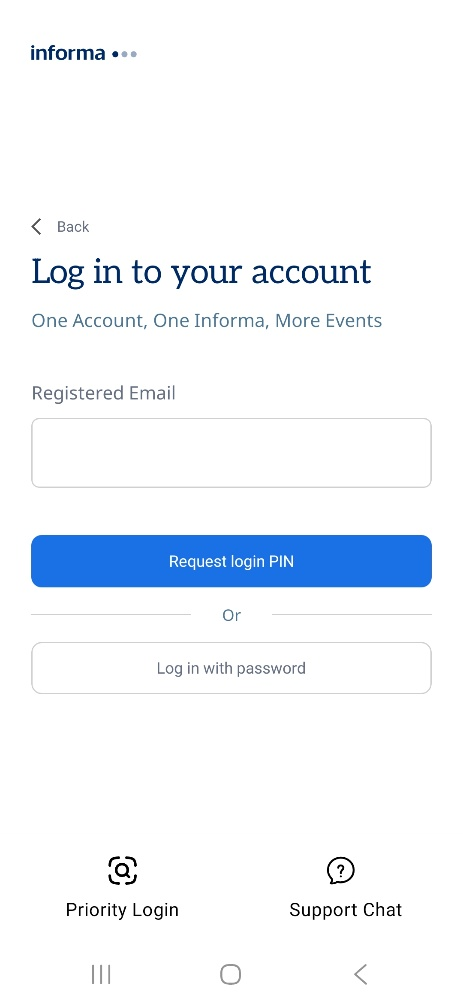 informa
Back
Log in to your account
One Account, One Informa, More Events
Registered Email
Request login PIN
Or
Log in with password
Priority Login
Support Chat